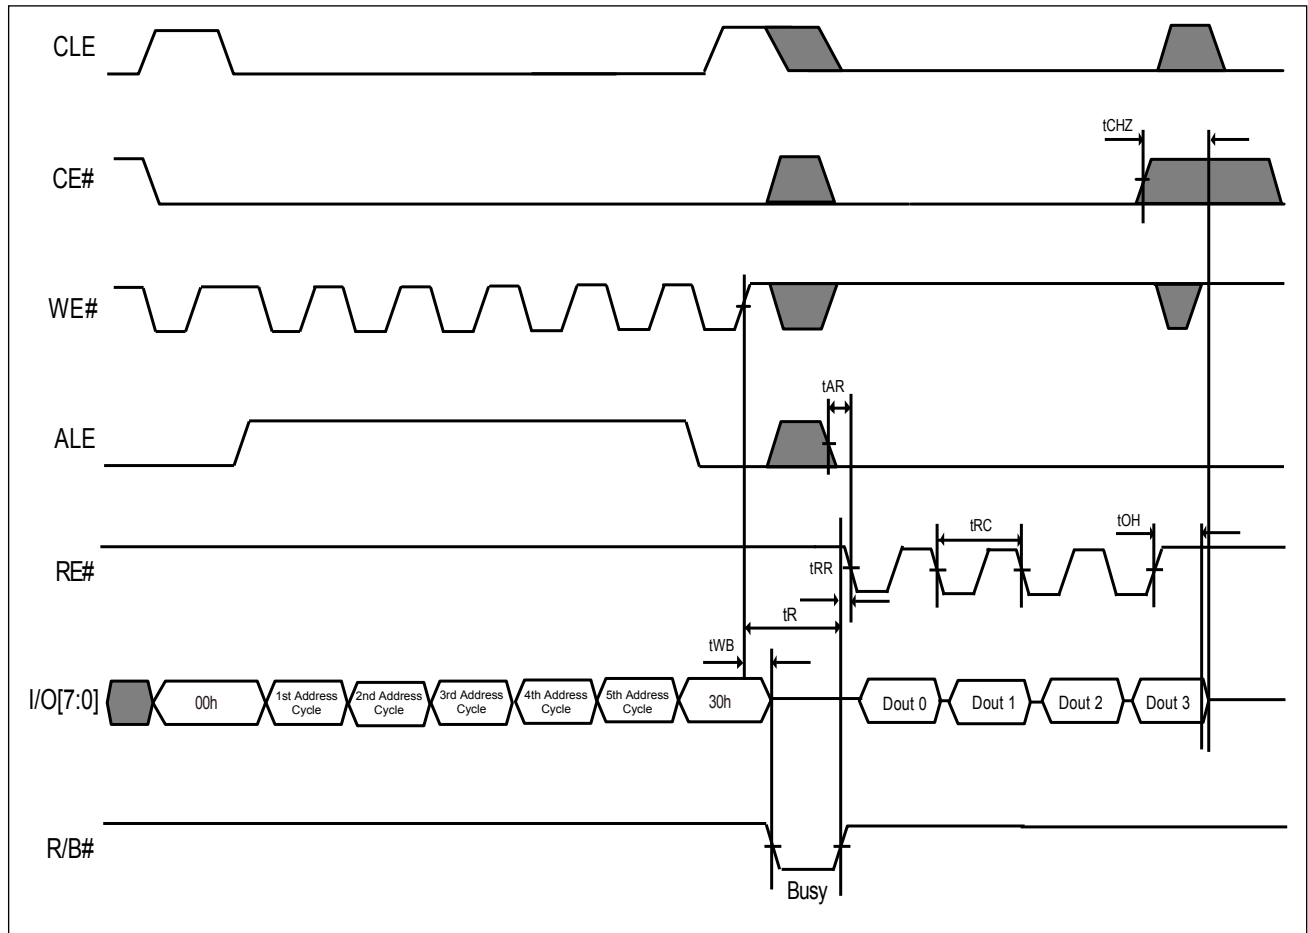 CLE
tCHZ
CE#
WE#
tAR
ALE
tRC
tOH
RE#
tRR
tR
tWB
I/O[7:0]
00h
1st Address
Cycle
2nd Address
Cycle
3rd Address
Cycle
4th Address
Cycle
5th Address
Cycle
30h
Dout 0
Dout 1
Dout 2
Dout 3
R/B#
Busy